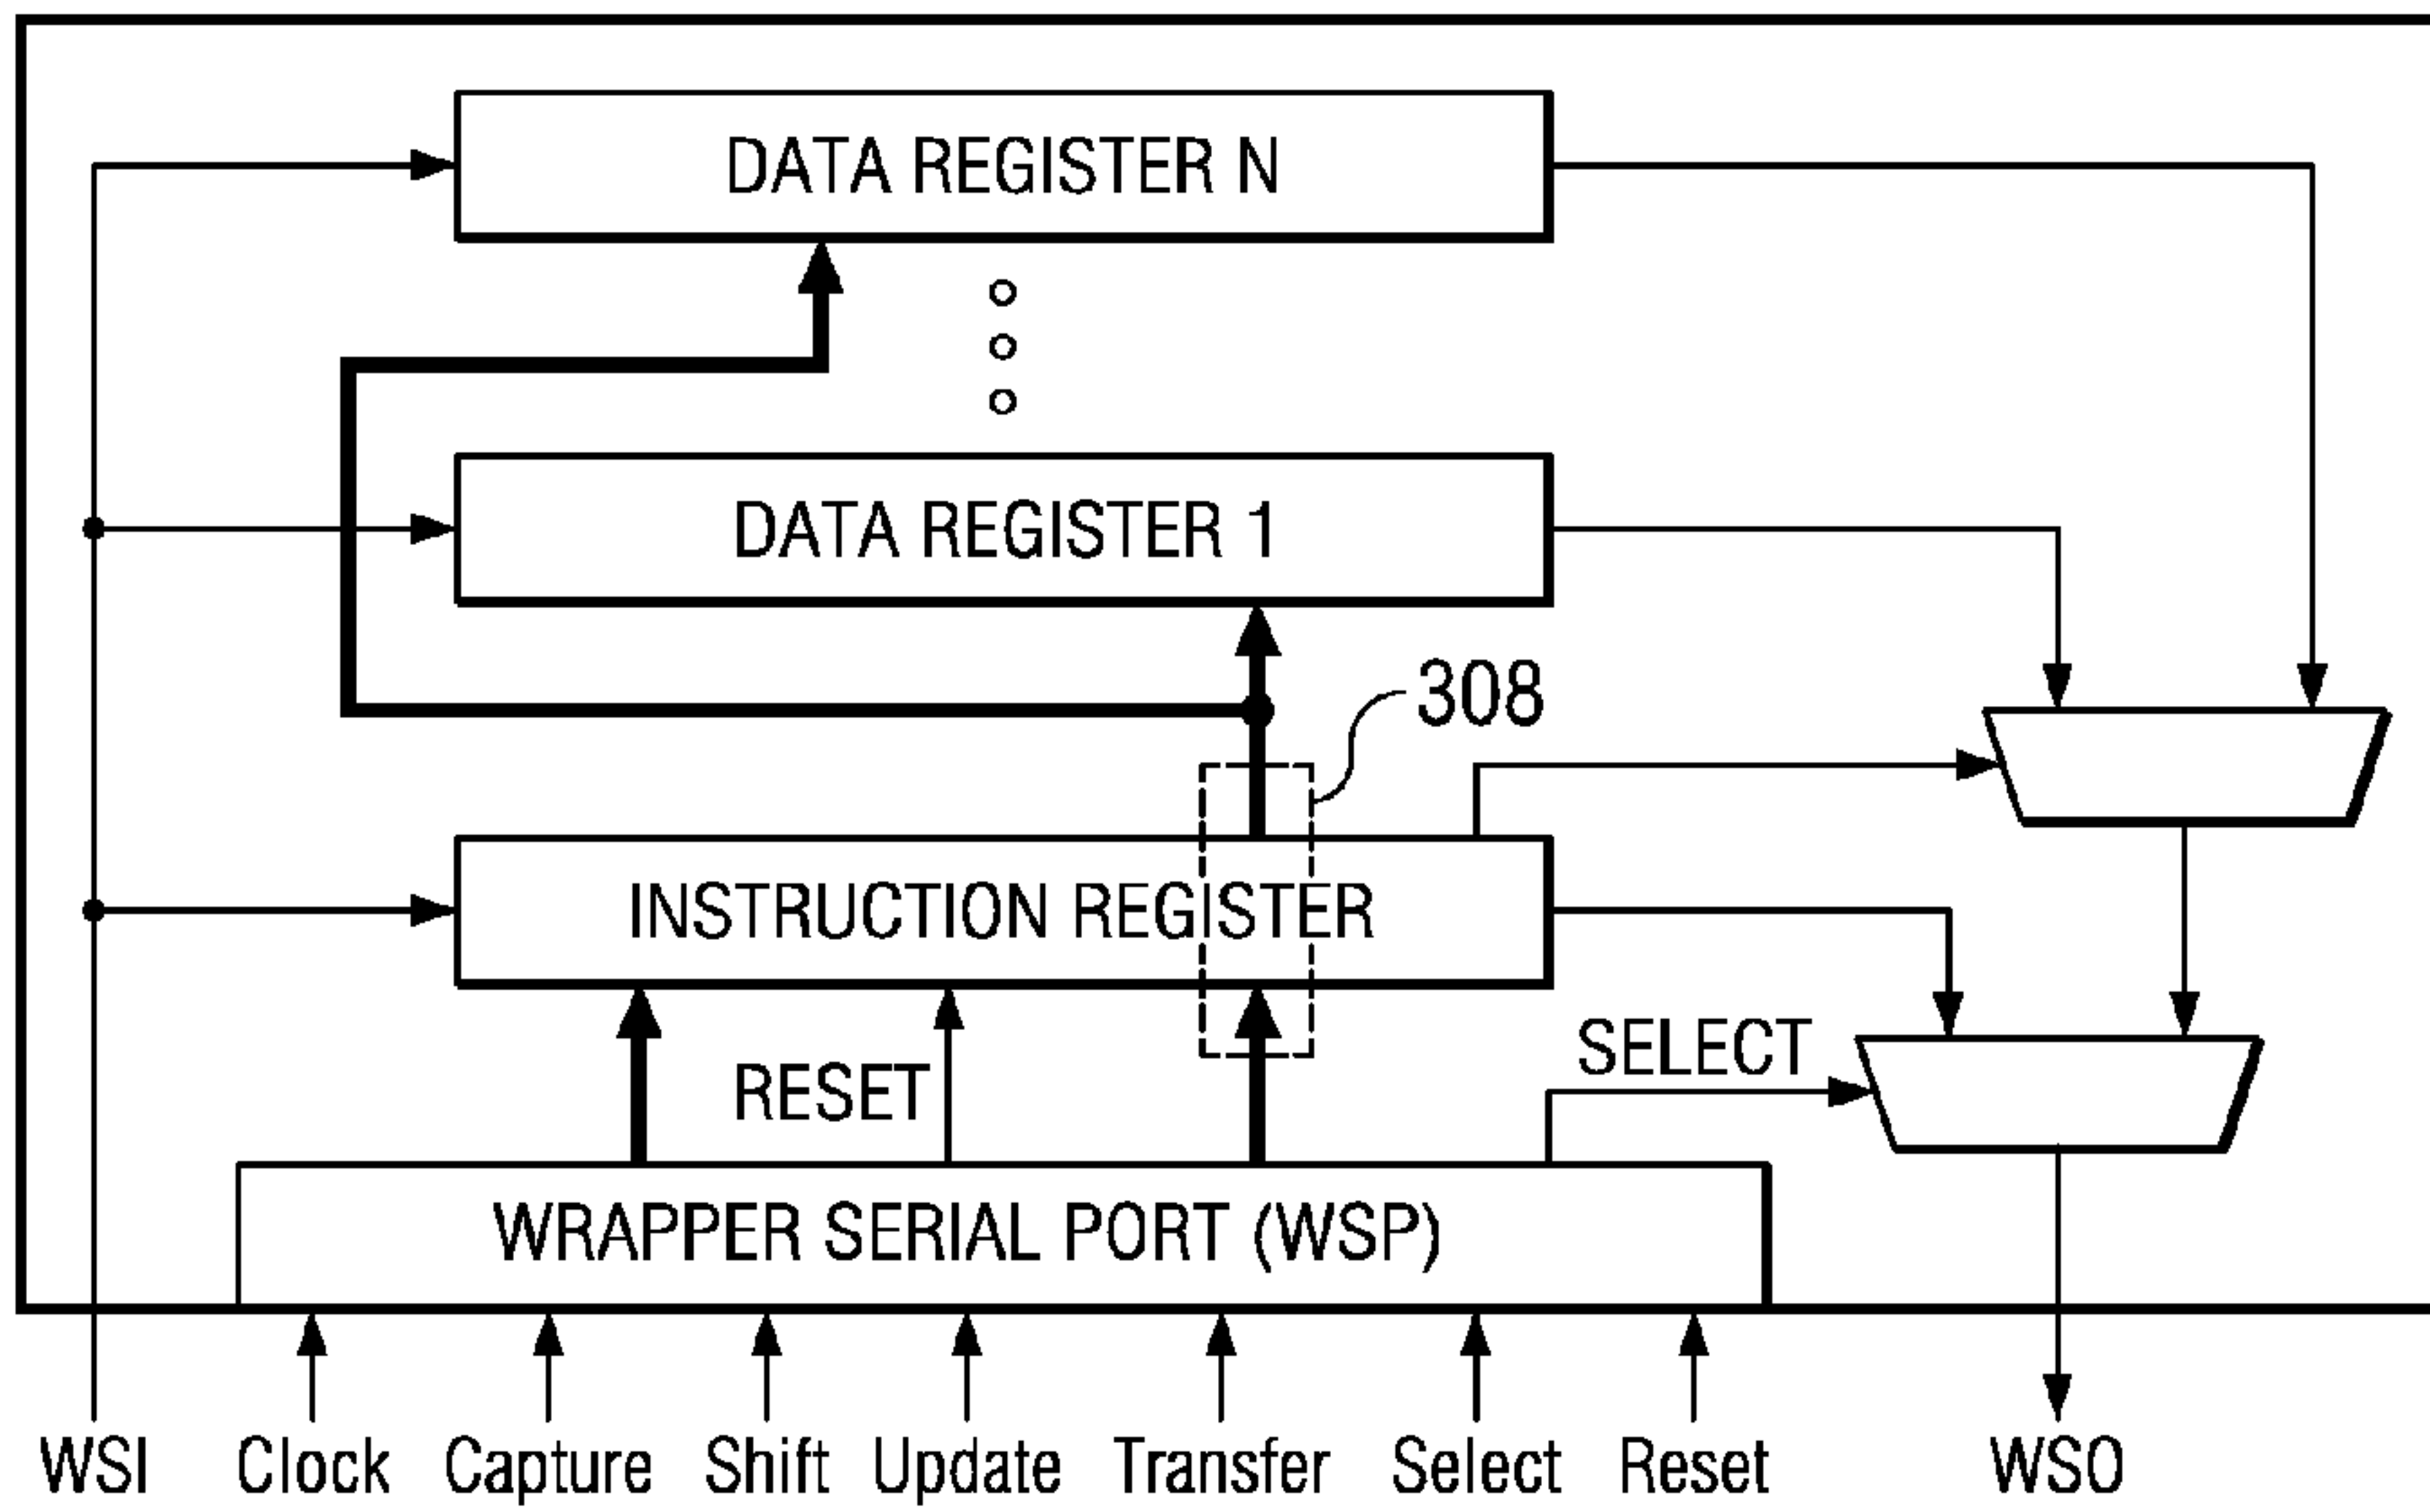 DATA REGISTER N
DATA REGISTER 1
308
INSTRUCTION REGISTER
SELECT
RESET
WRAPPER SERIAL PORT (WSP)
WSI Clock Capture Shift Update Transfer Select Reset WSO